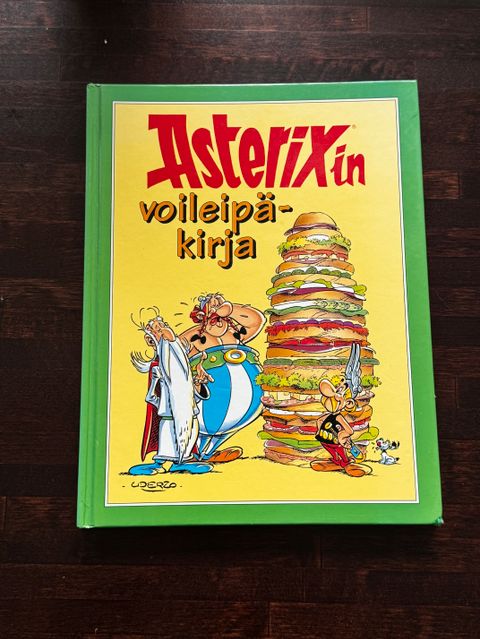 Asterixin
voileipä-
kirja
· UDERZO ·